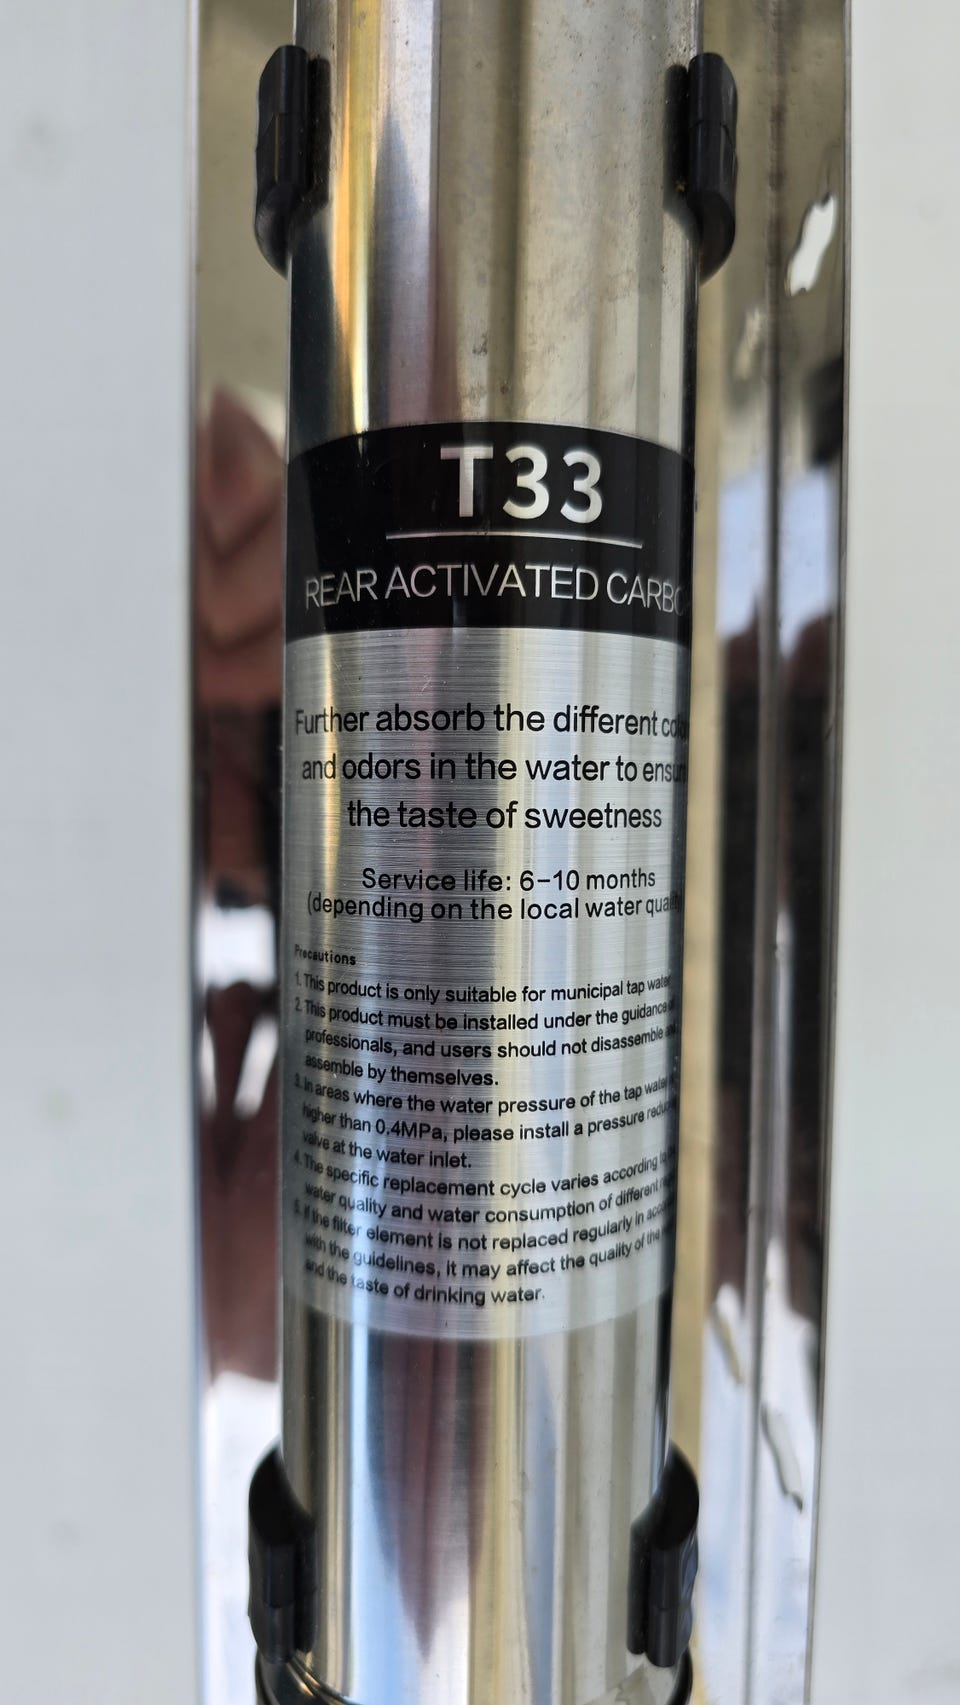 T33
REAR ACTIVATED
Further absorb the different
and odors in the water to
the taste of sweetness
Service life: 6-10 months
(depending on the local water
Precautions
1. This product is only suitable for municipal tap water
2. This product must be installed under the guidance
professionals, and users should not disassemble
assemble by themselves.
3. In areas where the water pressure of the tap water
higher than 0.4MPa, please install a pressure
valve at the water inlet.
4. The specific replacement cycle varies according to
water quality and water consumption of different
5. If the filter element is not replaced regularly in
with the guidelines, it may affect the quality of the
and the taste of drinking water.